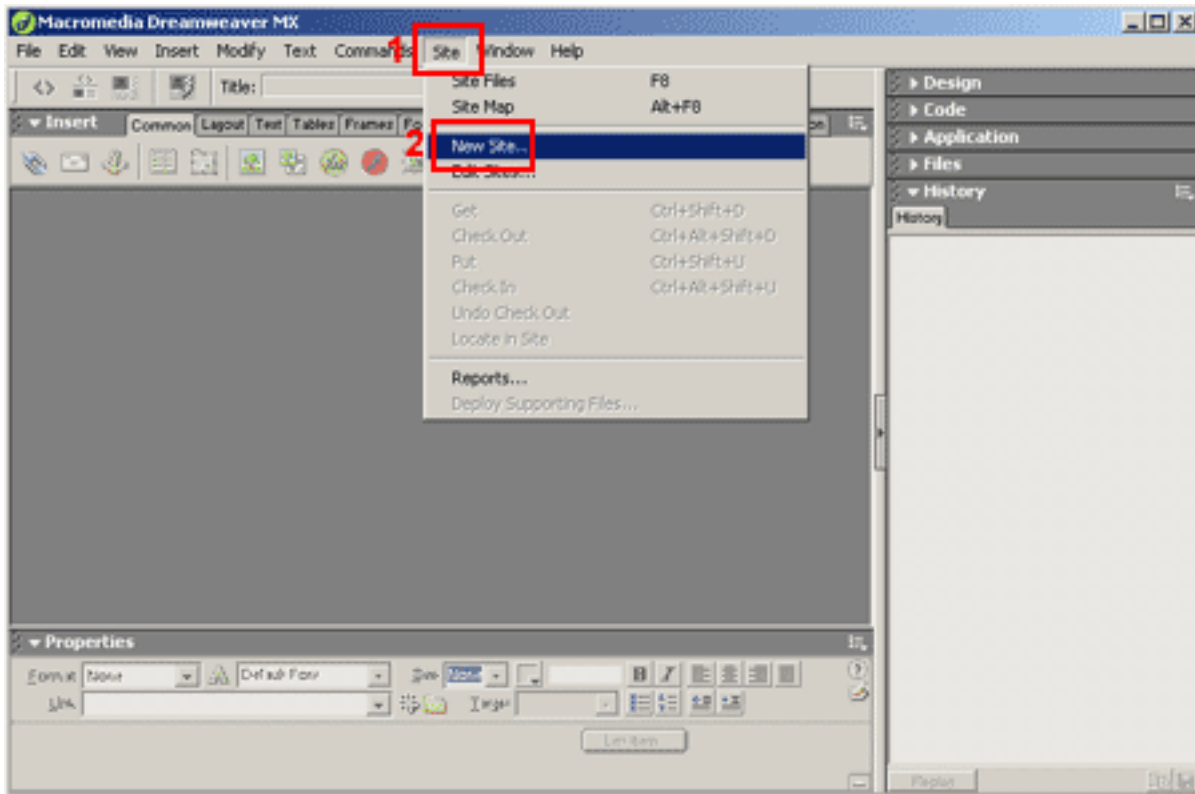 Macromedia Dreamweaver MX
File Edit View Insert Modify Text Commands Site Window Help
1
Title:
Site Files F8
Site Map Alt+F8
2
New Site...
Edit Sites...
Get Ctrl+Shift+D
Check Out Ctrl+Alt+Shift+D
Put Ctrl+Shift+U
Check In Ctrl+Alt+Shift+U
Undo Check Out
Locate in Site
Reports...
Deploy Supporting Files...
Insert
Common Layout Text Tables Frames
Design
Code
Application
Files
History
History
Properties
Format None Default Font Size None
Link Target
List Item...
Replay